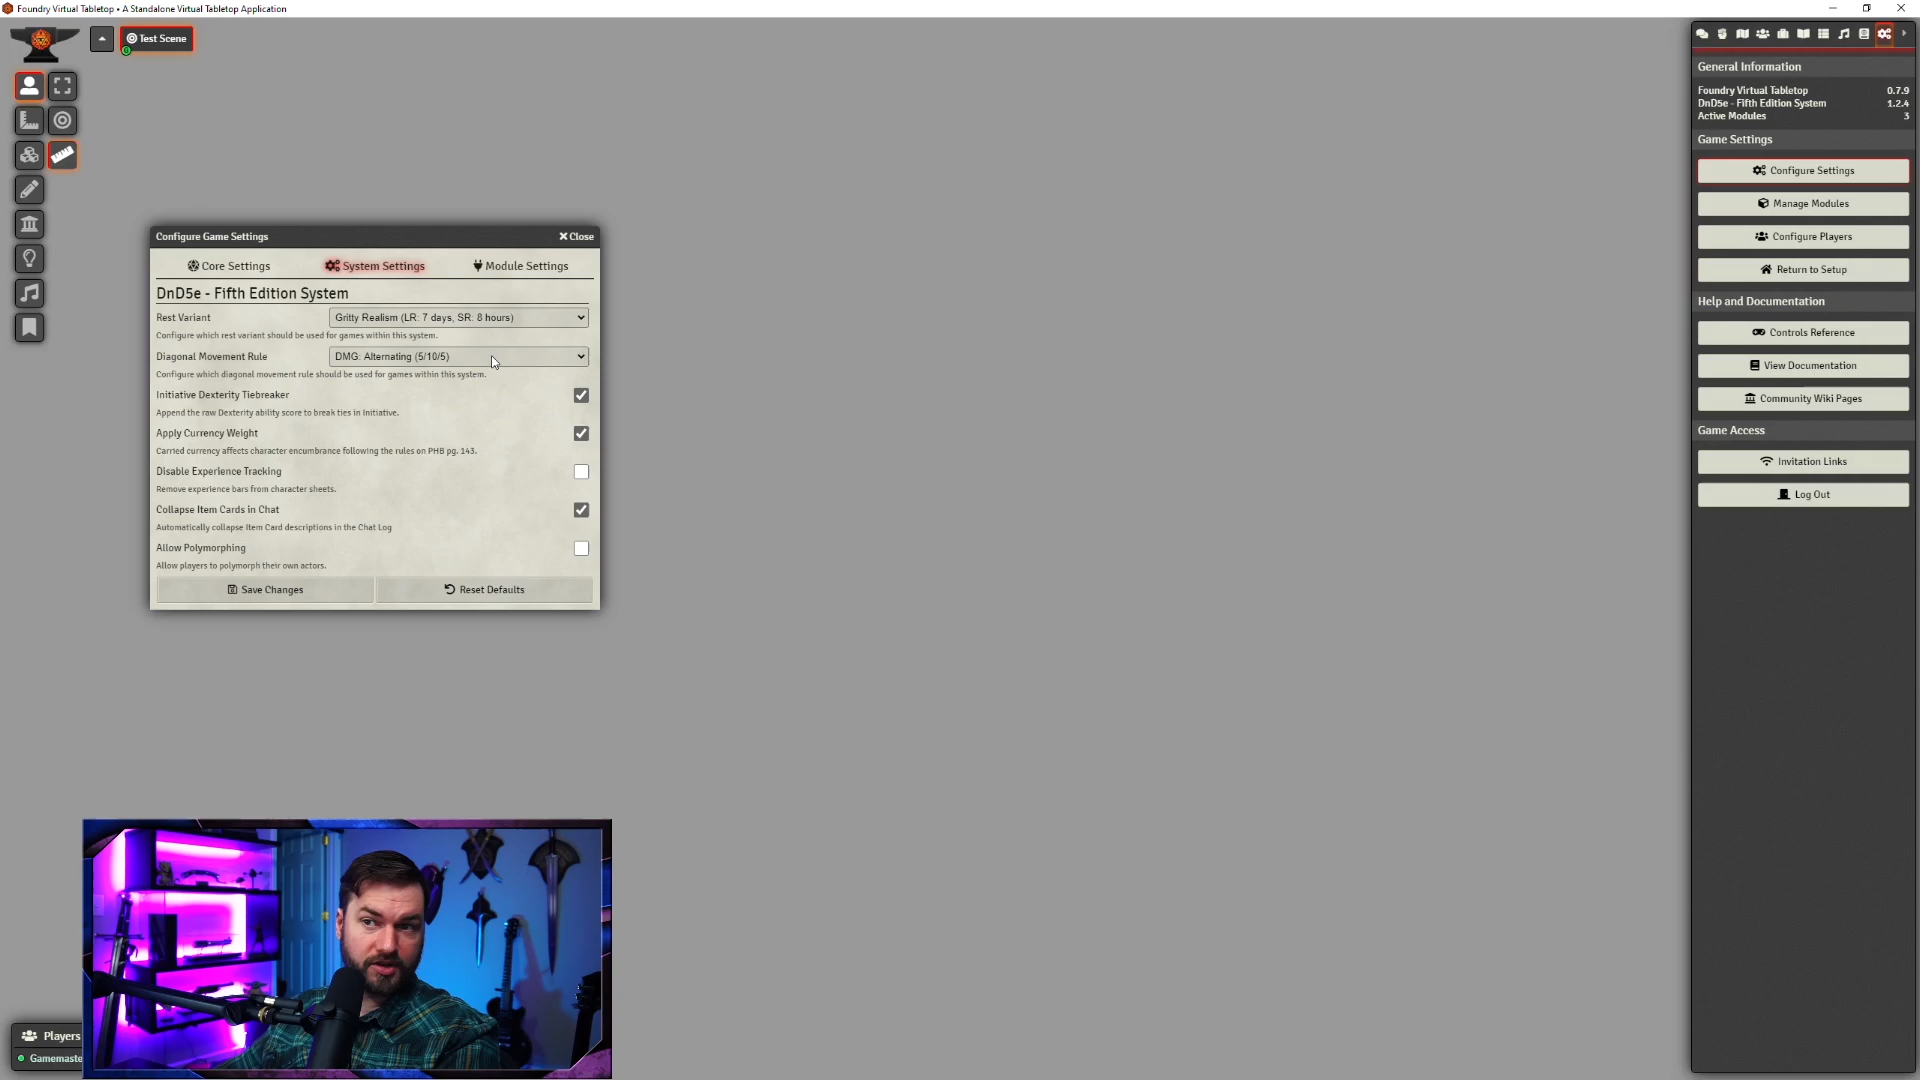 Foundry Virtual Tabletop • A Standalone Virtual Tabletop Application
Test Scene
G
Configure Game Settings
Close
Core Settings
System Settings
Module Settings
DnD5e - Fifth Edition System
Rest Variant
Gritty Realism (LR: 7 days, SR: 8 hours)
Configure which rest variant should be used for games within this system.
Diagonal Movement Rule
DMG: Alternating (5/10/5)
Configure which diagonal movement rule should be used for games within this system.
Initiative Dexterity Tiebreaker
Append the raw Dexterity ability score to break ties in Initiative.
Apply Currency Weight
Carried currency affects character encumbrance following the rules on PHB pg. 143.
Disable Experience Tracking
Remove experience bars from character sheets.
Collapse Item Cards in Chat
Automatically collapse Item Card descriptions in the Chat Log
Allow Polymorphing
Allow players to polymorph their own actors.
Save Changes
Reset Defaults
Players
Gamemaste
General Information
Foundry Virtual Tabletop 0.7.9
DnD5e - Fifth Edition System 1.2.4
Active Modules 3
Game Settings
Configure Settings
Manage Modules
Configure Players
Return to Setup
Help and Documentation
Controls Reference
View Documentation
Community Wiki Pages
Game Access
Invitation Links
Log Out